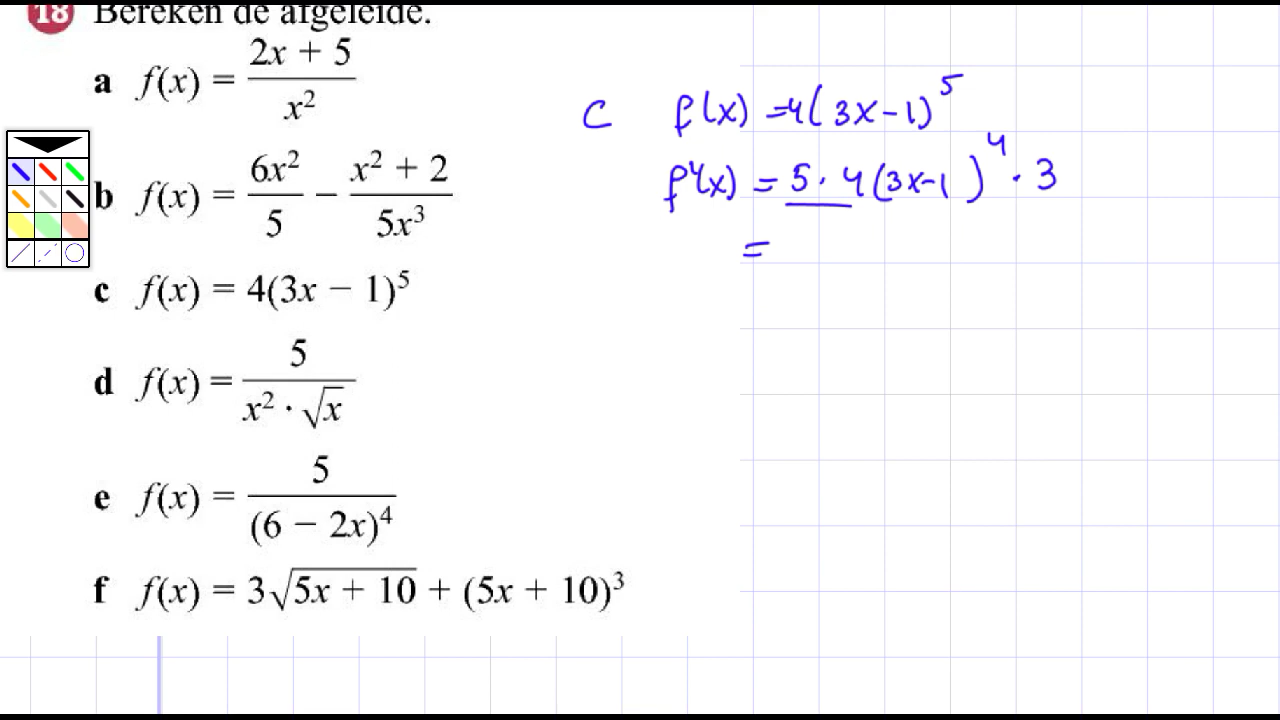 18 Bereken de afgeleide.
a f(x) = (2x + 5)/x²
b f(x) = 6x²/5 − (x² + 2)/5x³
c f(x) = 4(3x − 1)⁵
d f(x) = 5/(x² · √x)
e f(x) = 5/(6 − 2x)⁴
f f(x) = 3√(5x + 10) + (5x + 10)³
C f(x) = 4(3x-1)⁵
f'(x) = 5 · 4(3x-1)⁴ · 3
=